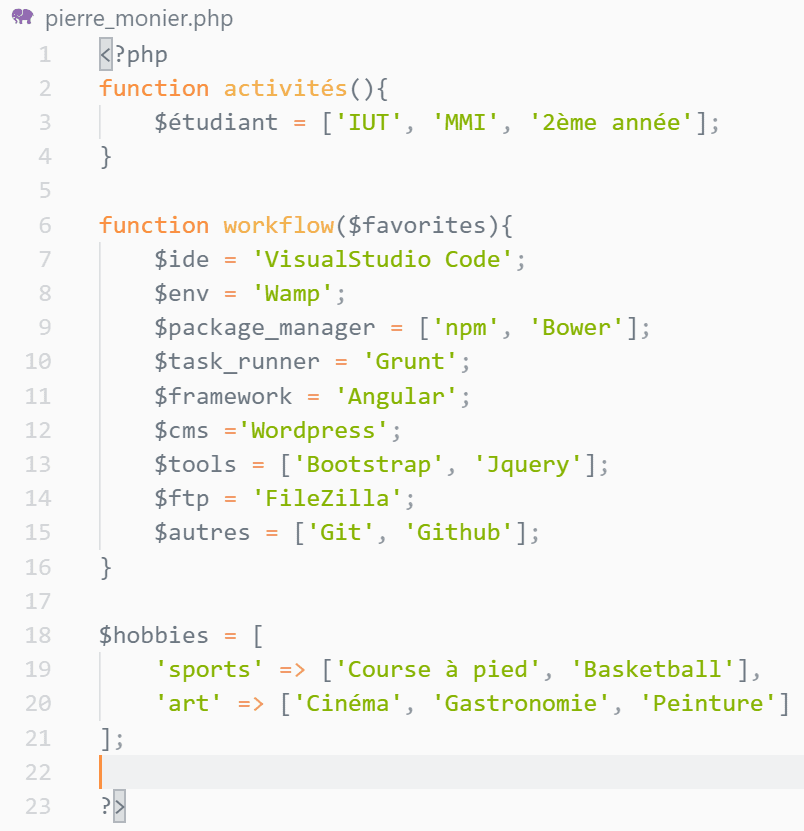 pierre_monier.php
1 <?php
2 function activités(){
3 $étudiant = ['IUT', 'MMI', '2ème année'];
4 }
5
6 function workflow($favorites){
7 $ide = 'VisualStudio Code';
8 $env = 'Wamp';
9 $package_manager = ['npm', 'Bower'];
10 $task_runner = 'Grunt';
11 $framework = 'Angular';
12 $cms ='Wordpress';
13 $tools = ['Bootstrap', 'Jquery'];
14 $ftp = 'FileZilla';
15 $autres = ['Git', 'Github'];
16 }
17
18 $hobbies = [
19 'sports' => ['Course à pied', 'Basketball'],
20 'art' => ['Cinéma', 'Gastronomie', 'Peinture']
21 ];
22
23 ?>